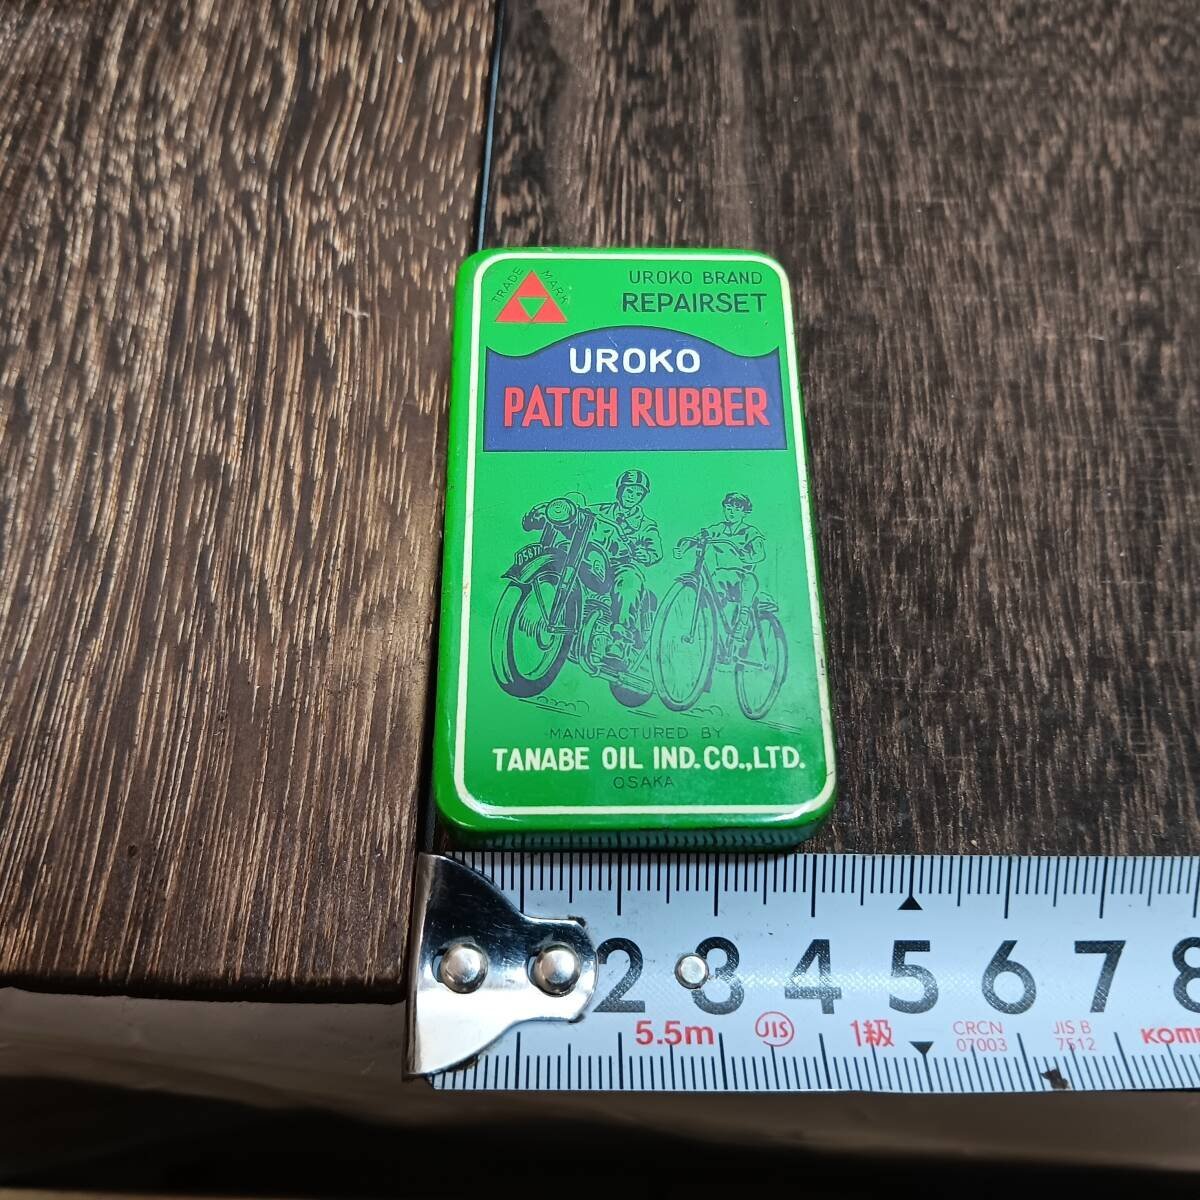 TRADE MARK
UROKO BRAND
REPAIRSET
UROKO
PATCH RUBBER
MANUFACTURED BY
TANABE OIL IND. CO., LTD.
OSAKA
2 3 4 5 6 7 8
5.5m JIS 1級 CRCN 07003 JIS B 7512